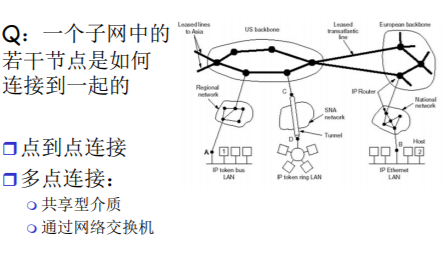 Q：一个子网中的
若干节点是如何
连接到一起的
点到点连接
多点连接：
共享型介质
通过网络交换机
Leased lines
to Asia
US backbone
Leased
transatlantic
line
European backbone
Regional
network
C
SNA
network
IP Router
National
network
Tunnel
A
1
D
B
Host
2
IP token bus
LAN
IP token ring LAN
IP Ethernet
LAN